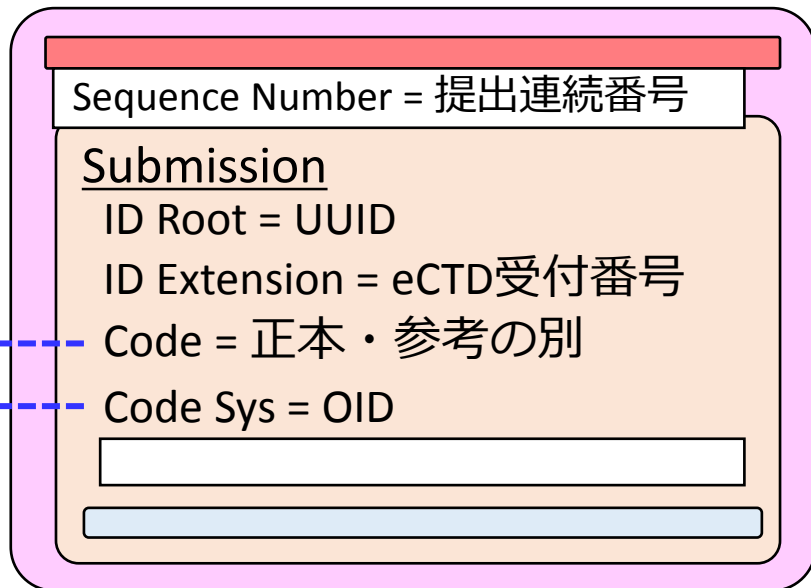 Sequence Number = 提出連続番号
Submission
ID Root = UUID
ID Extension = eCTD受付番号
Code = 正本・参考の別
Code Sys = OID